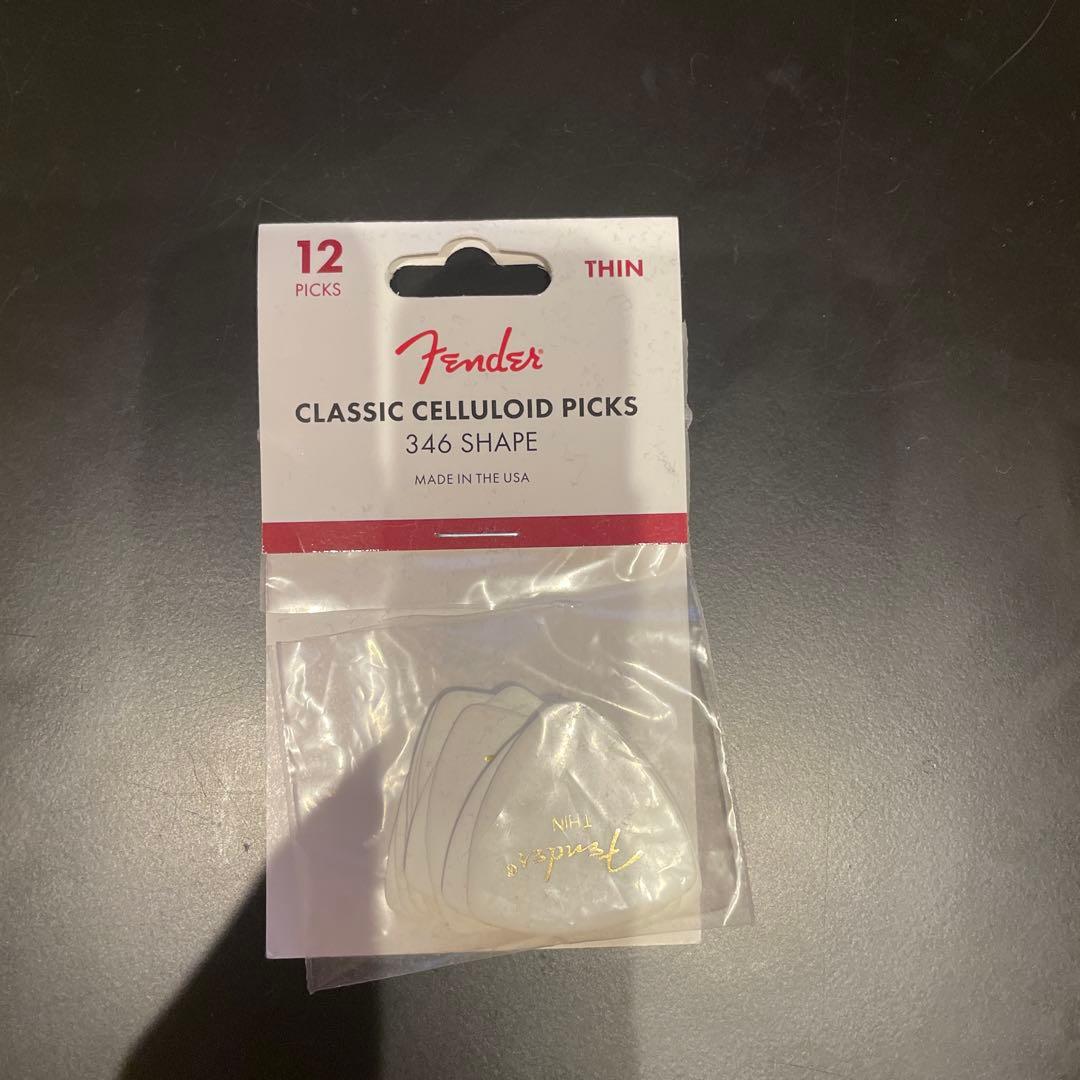 12
PICKS
THIN
Fender®
CLASSIC CELLULOID PICKS
346 SHAPE
MADE IN THE USA
Fender®
THIN